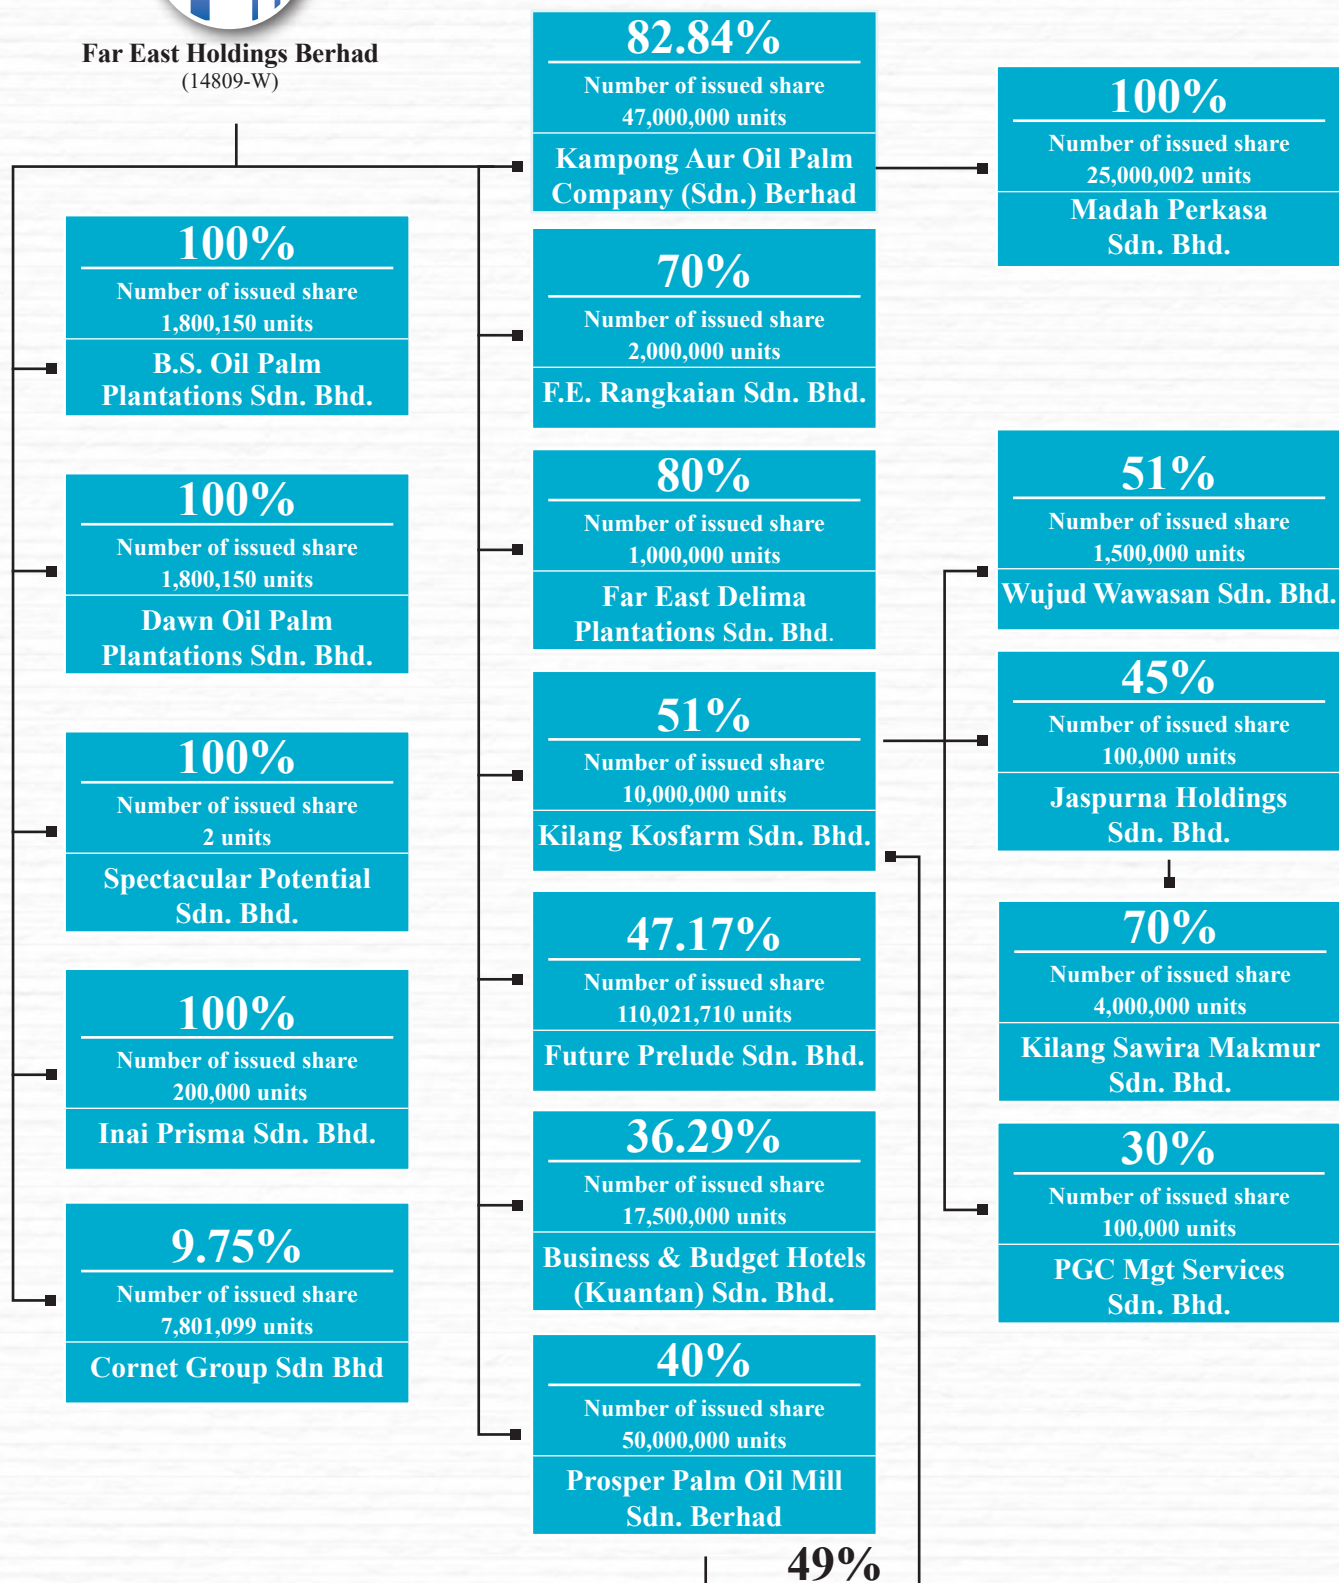 Far East Holdings Berhad
(14809-W)
100%
Number of issued share
1,800,150 units
B.S. Oil Palm
Plantations Sdn. Bhd.
100%
Number of issued share
1,800,150 units
Dawn Oil Palm
Plantations Sdn. Bhd.
100%
Number of issued share
2 units
Spectacular Potential
Sdn. Bhd.
100%
Number of issued share
200,000 units
Inai Prisma Sdn. Bhd.
9.75%
Number of issued share
7,801,099 units
Cornet Group Sdn Bhd
82.84%
Number of issued share
47,000,000 units
Kampong Aur Oil Palm
Company (Sdn.) Berhad
70%
Number of issued share
2,000,000 units
F.E. Rangkaian Sdn. Bhd.
80%
Number of issued share
1,000,000 units
Far East Delima
Plantations Sdn. Bhd.
51%
Number of issued share
10,000,000 units
Kilang Kosfarm Sdn. Bhd.
47.17%
Number of issued share
110,021,710 units
Future Prelude Sdn. Bhd.
36.29%
Number of issued share
17,500,000 units
Business & Budget Hotels
(Kuantan) Sdn. Bhd.
40%
Number of issued share
50,000,000 units
Prosper Palm Oil Mill
Sdn. Berhad
49%
100%
Number of issued share
25,000,002 units
Madah Perkasa
Sdn. Bhd.
51%
Number of issued share
1,500,000 units
Wujud Wawasan Sdn. Bhd.
45%
Number of issued share
100,000 units
Jaspurna Holdings
Sdn. Bhd.
70%
Number of issued share
4,000,000 units
Kilang Sawira Makmur
Sdn. Bhd.
30%
Number of issued share
100,000 units
PGC Mgt Services
Sdn. Bhd.